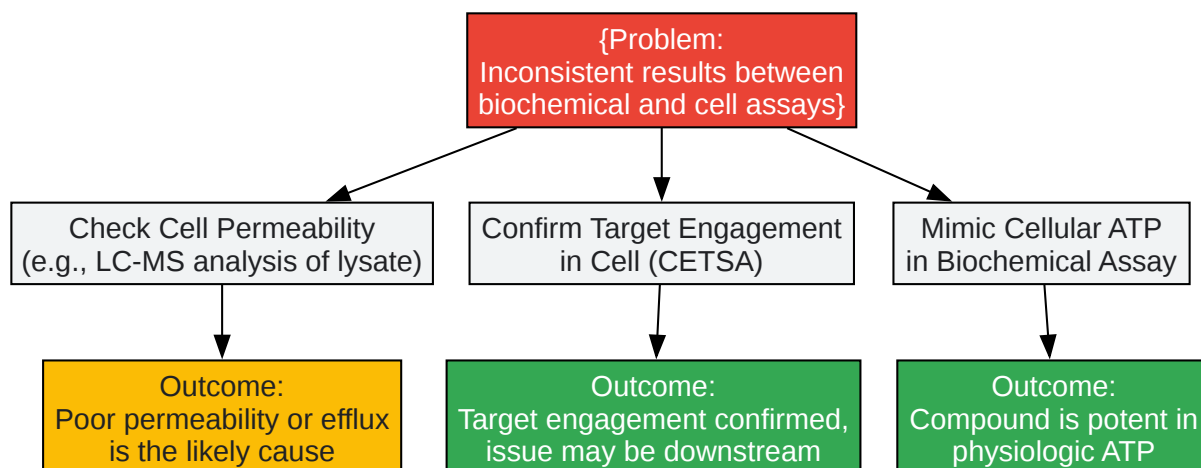 {Problem:
Inconsistent results between
biochemical and cell assays}
Check Cell Permeability
(e.g., LC-MS analysis of lysate)
Confirm Target Engagement
in Cell (CETSA)
Mimic Cellular ATP
in Biochemical Assay
Outcome:
Poor permeability or efflux
is the likely cause
Outcome:
Target engagement confirmed,
issue may be downstream
Outcome:
Compound is potent in
physiologic ATP